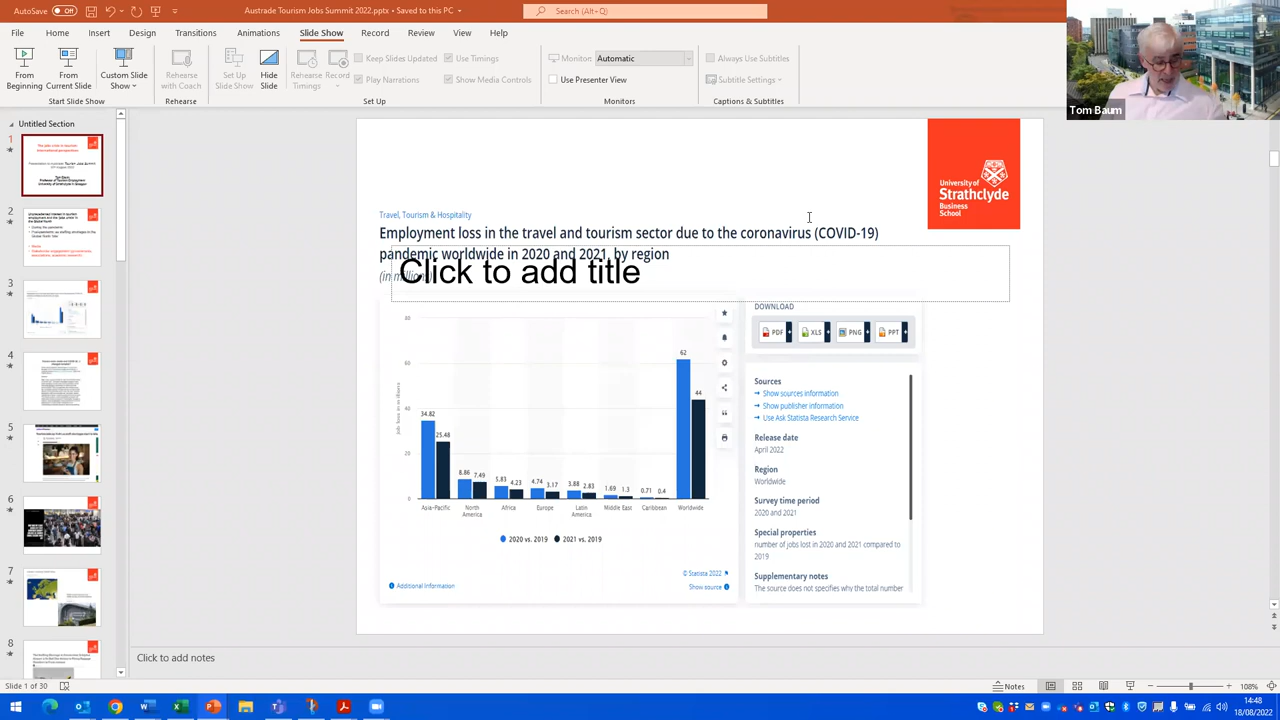 AutoSave Off Austrade Tourism Jobs Summit 2022.pptx • Saved to this PC Search (Alt+Q)
File Home Insert Design Transitions Animations Slide Show Record Review View Help
From Beginning
From Current Slide
Custom Slide Show
Start Slide Show
Rehearse with Coach
Rehearse
Set Up Slide Show
Hide Slide
Rehearse Timings
Record
Keep Slides Updated
Play Narrations
Use Timings
Show Media Controls
Set Up
Monitor: Automatic
Use Presenter View
Monitors
Always Use Subtitles
Subtitle Settings
Captions & Subtitles
Tom Baum
Untitled Section
1
2
3
4
6
7
8
University of
Strathclyde
Business
School
Travel, Tourism & Hospitality
Employment loss in the travel and tourism sector due to the coronavirus (COVID-19)
pandemic worldwide in 2020 and 2021, by region
Click to add title
80
60
40
20
0
34.82 25.48
8.86 7.49
5.83 4.23
4.74 3.17
3.88 2.83
1.69 1.3
0.71 0.4
62 44
Asia-Pacific
North America
Africa
Europe
Latin America
Middle East
Caribbean
Worldwide
2020 vs. 2019 2021 vs. 2019
© Statista 2022
Additional Information
Show source
DOWNLOAD
PDF XLS PNG PPT
Sources
Show sources information
Show publisher information
Use Ask Statista Research Service
Release date
April 2022
Region
Worldwide
Survey time period
2020 and 2021
Special properties
number of jobs lost in 2020 and 2021 compared to
2019
Supplementary notes
The source does not specifies why the total number
Click to add notes
Slide 1 of 30
Notes
108%
14:48
18/08/2022